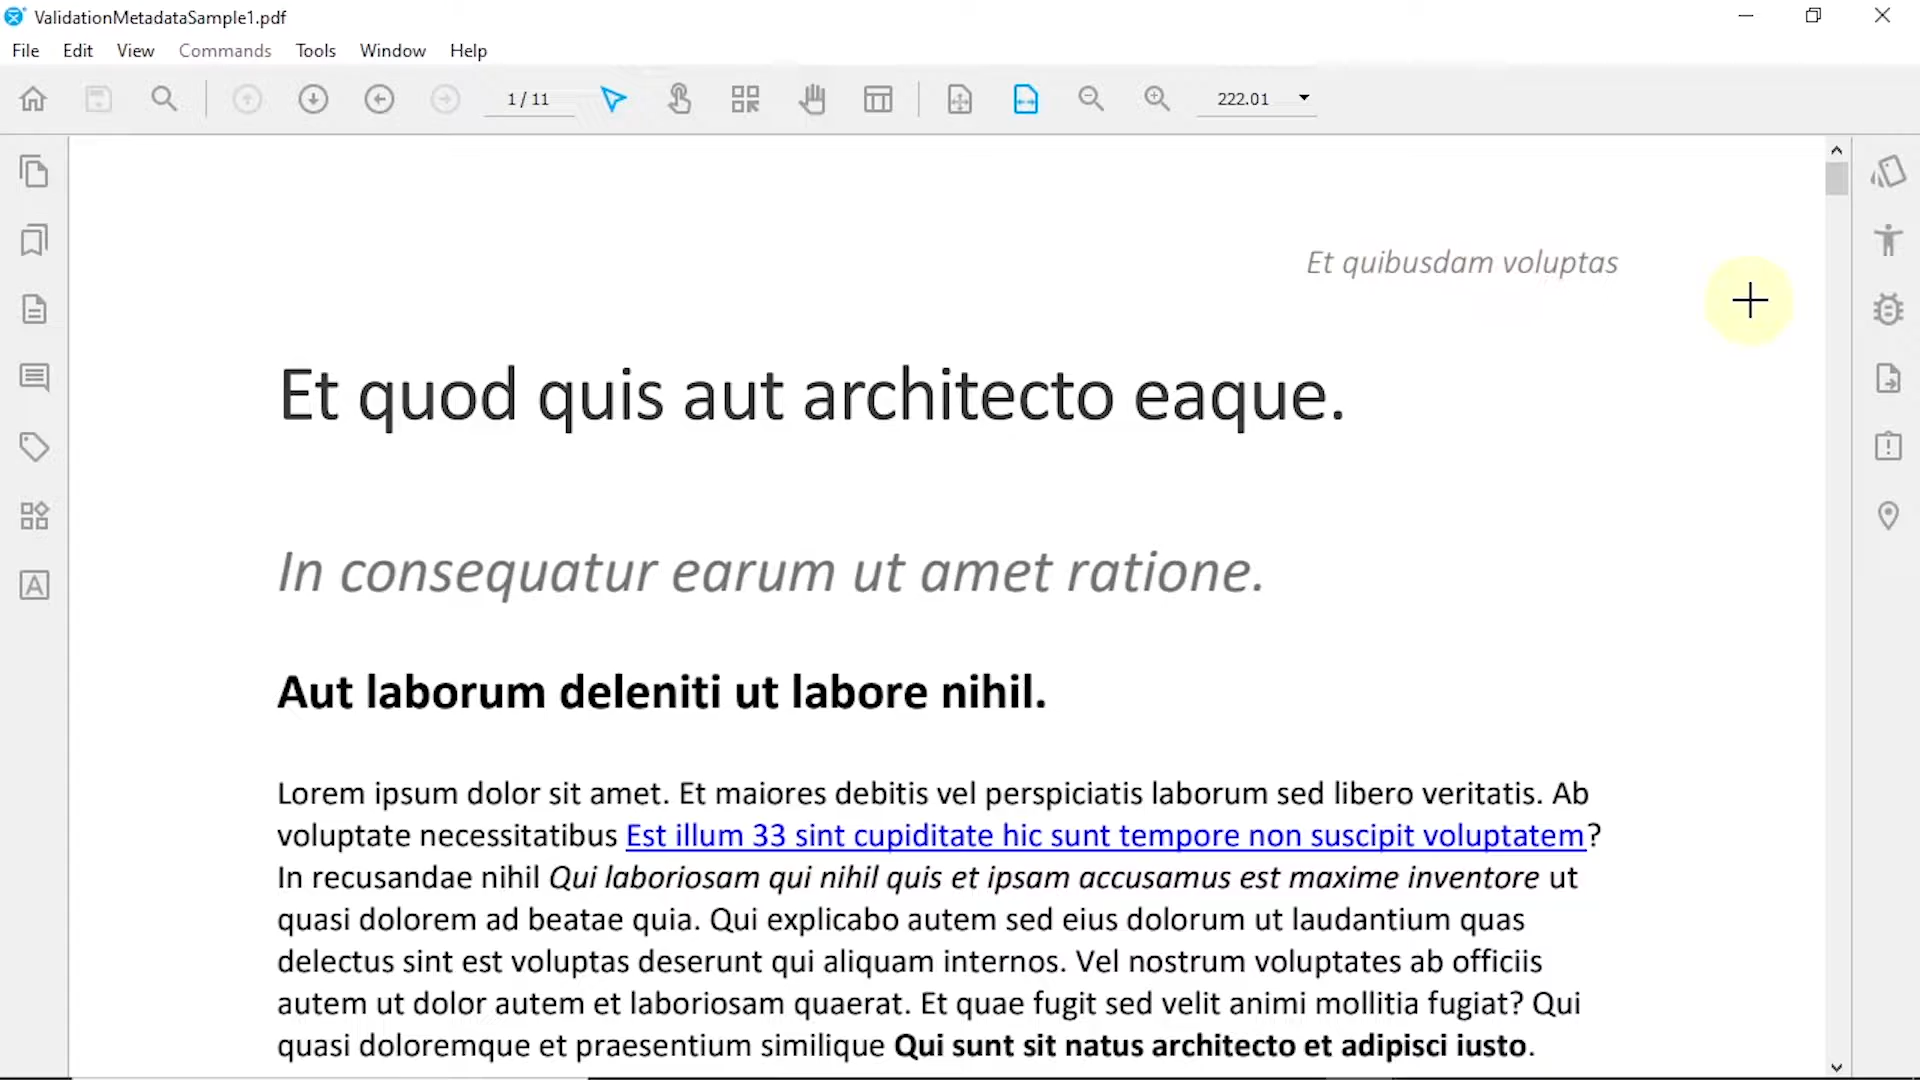 ValidationMetadataSample1.pdf
File Edit View Commands Tools Window Help
1 / 11 222.01
Et quibusdam voluptas
Et quod quis aut architecto eaque.
In consequatur earum ut amet ratione.
Aut laborum deleniti ut labore nihil.
Lorem ipsum dolor sit amet. Et maiores debitis vel perspiciatis laborum sed libero veritatis. Ab
voluptate necessitatibus Est illum 33 sint cupiditate hic sunt tempore non suscipit voluptatem?
In recusandae nihil Qui laboriosam qui nihil quis et ipsam accusamus est maxime inventore ut
quasi dolorem ad beatae quia. Qui explicabo autem sed eius dolorum ut laudantium quas
delectus sint est voluptas deserunt qui aliquam internos. Vel nostrum voluptates ab officiis
autem ut dolor autem et laboriosam quaerat. Et quae fugit sed velit animi mollitia fugiat? Qui
quasi doloremque et praesentium similique Qui sunt sit natus architecto et adipisci iusto.